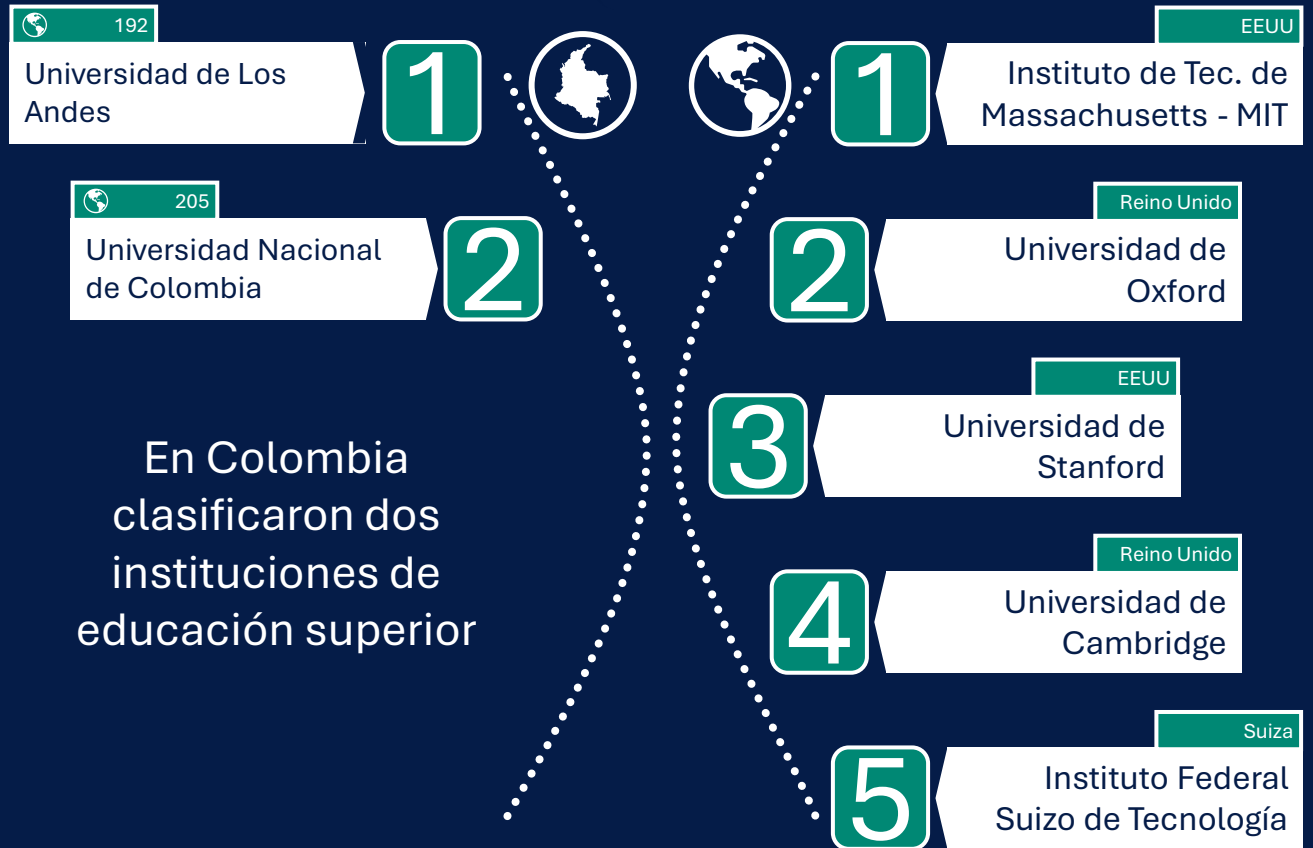 192
Universidad de Los
Andes
1
205
Universidad Nacional
de Colombia
2
En Colombia
clasificaron dos
instituciones de
educación superior
EEUU
1
Instituto de Tec. de
Massachusetts - MIT
Reino Unido
2
Universidad de
Oxford
EEUU
3
Universidad de
Stanford
Reino Unido
4
Universidad de
Cambridge
Suiza
5
Instituto Federal
Suizo de Tecnología